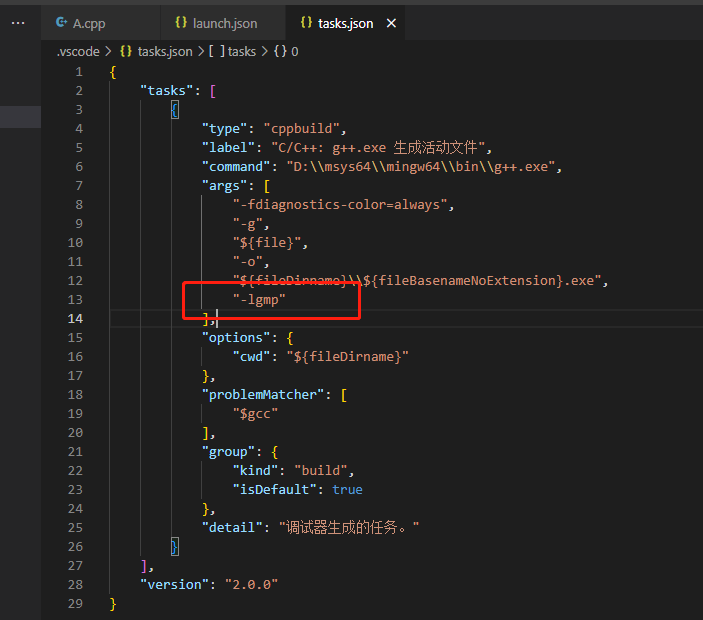 ··· A.cpp launch.json tasks.json
.vscode > tasks.json > [ ] tasks > { } 0
1 {
2 "tasks": [
3 {
4 "type": "cppbuild",
5 "label": "C/C++: g++.exe 生成活动文件",
6 "command": "D:\\msys64\\mingw64\\bin\\g++.exe",
7 "args": [
8 "-fdiagnostics-color=always",
9 "-g",
10 "${file}",
11 "-o",
12 "${fileDirname}\\${fileBasenameNoExtension}.exe",
13 "-lgmp"
14 ],
15 "options": {
16 "cwd": "${fileDirname}"
17 },
18 "problemMatcher": [
19 "$gcc"
20 ],
21 "group": {
22 "kind": "build",
23 "isDefault": true
24 },
25 "detail": "调试器生成的任务。"
26 }
27 ],
28 "version": "2.0.0"
29 }